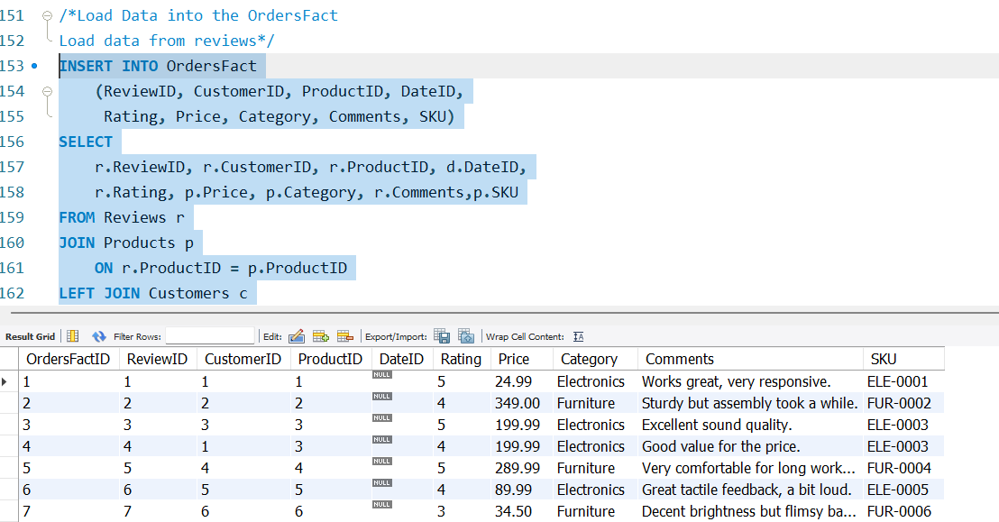 151 /*Load Data into the OrdersFact
152 Load data from reviews*/
153 INSERT INTO OrdersFact
154 (ReviewID, CustomerID, ProductID, DateID,
155 Rating, Price, Category, Comments, SKU)
156 SELECT
157 r.ReviewID, r.CustomerID, r.ProductID, d.DateID,
158 r.Rating, p.Price, p.Category, r.Comments,p.SKU
159 FROM Reviews r
160 JOIN Products p
161 ON r.ProductID = p.ProductID
162 LEFT JOIN Customers c
Result Grid Filter Rows: Edit: Export/Import: Wrap Cell Content: IA
OrdersFactID ReviewID CustomerID ProductID DateID Rating Price Category Comments SKU
1 1 1 1 NULL 5 24.99 Electronics Works great, very responsive. ELE-0001
2 2 2 2 NULL 4 349.00 Furniture Sturdy but assembly took a while. FUR-0002
3 3 3 3 NULL 5 199.99 Electronics Excellent sound quality. ELE-0003
4 4 1 3 NULL 4 199.99 Electronics Good value for the price. ELE-0003
5 5 4 4 NULL 5 289.99 Furniture Very comfortable for long work... FUR-0004
6 6 5 5 NULL 4 89.99 Electronics Great tactile feedback, a bit loud. ELE-0005
7 7 6 6 NULL 3 34.50 Furniture Decent brightness but flimsy ba... FUR-0006